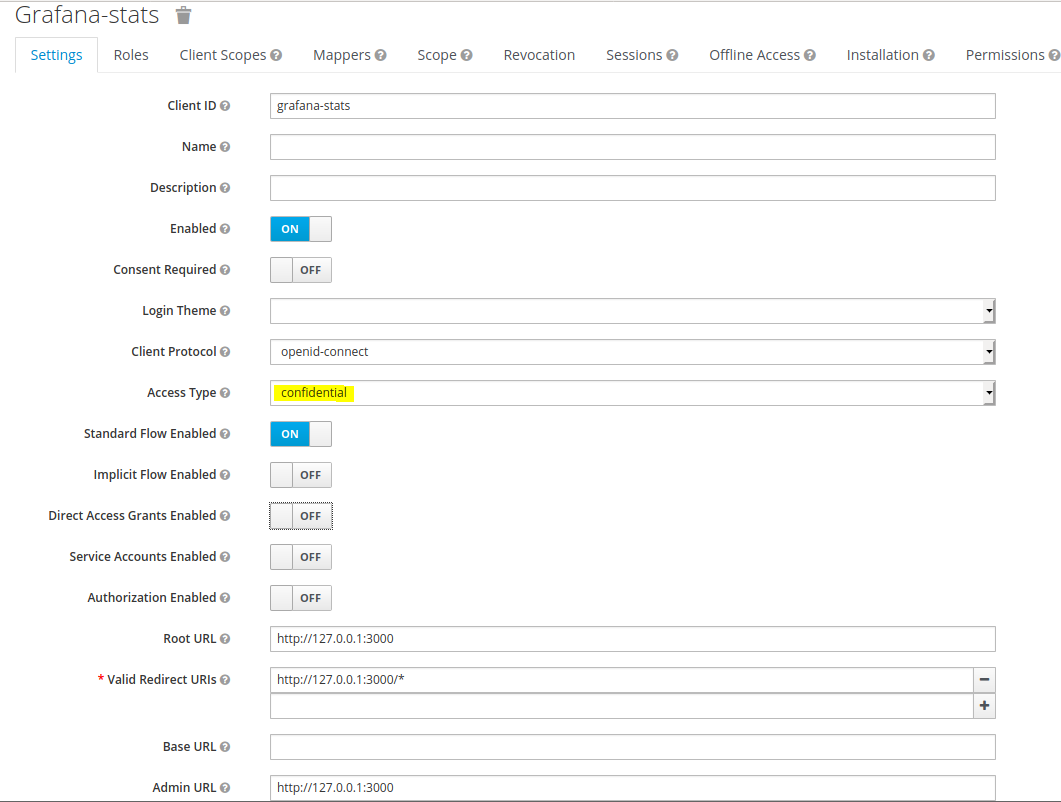 Grafana-stats
Settings Roles Client Scopes Mappers Scope Revocation Sessions Offline Access Installation Permissions
Client ID grafana-stats
Name
Description
Enabled ON
Consent Required OFF
Login Theme
Client Protocol openid-connect
Access Type confidential
Standard Flow Enabled ON
Implicit Flow Enabled OFF
Direct Access Grants Enabled OFF
Service Accounts Enabled OFF
Authorization Enabled OFF
Root URL http://127.0.0.1:3000
* Valid Redirect URIs http://127.0.0.1:3000/*
Base URL
Admin URL http://127.0.0.1:3000